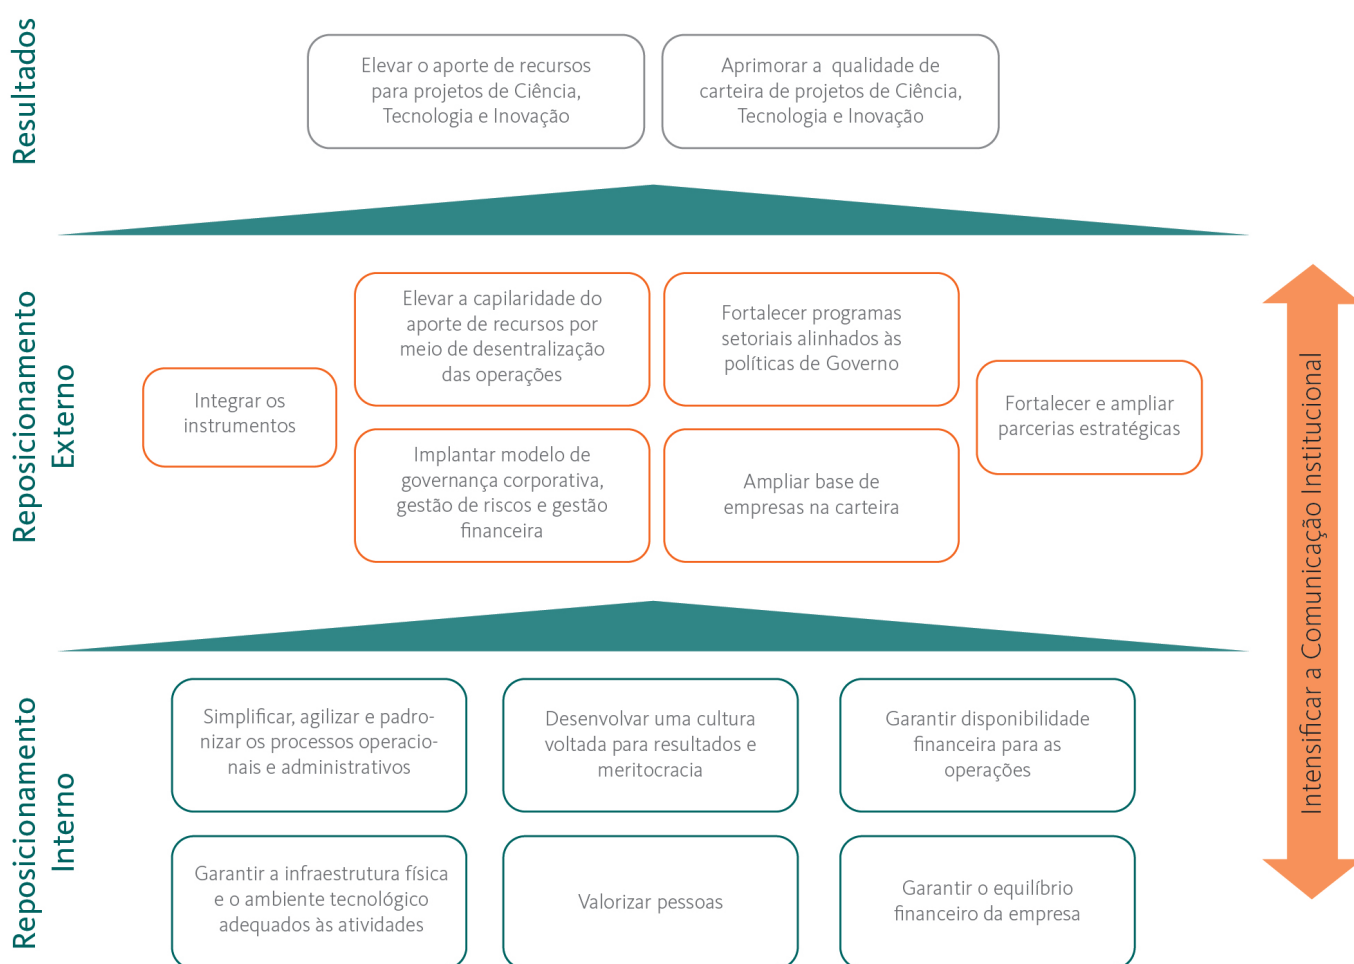 Resultados
Elevar o aporte de recursos
para projetos de Ciência,
Tecnologia e Inovação
Aprimorar a qualidade de
carteira de projetos de Ciência,
Tecnologia e Inovação
Reposicionamento
Externo
Integrar os
instrumentos
Elevar a capilaridade do
aporte de recursos por
meio de desentralização
das operações
Fortalecer programas
setoriais alinhados às
políticas de Governo
Implantar modelo de
governança corporativa,
gestão de riscos e gestão
financeira
Ampliar base de
empresas na carteira
Fortalecer e ampliar
parcerias estratégicas
Intensificar a Comunicação Institucional
Reposicionamento
Interno
Simplificar, agilizar e padro-
nizar os processos operacio-
nais e administrativos
Desenvolvar uma cultura
voltada para resultados e
meritocracia
Garantir disponibilidade
financeira para as
operações
Garantir a infraestrutura física
e o ambiente tecnológico
adequados às atividades
Valorizar pessoas
Garantir o equilíbrio
financeiro da empresa